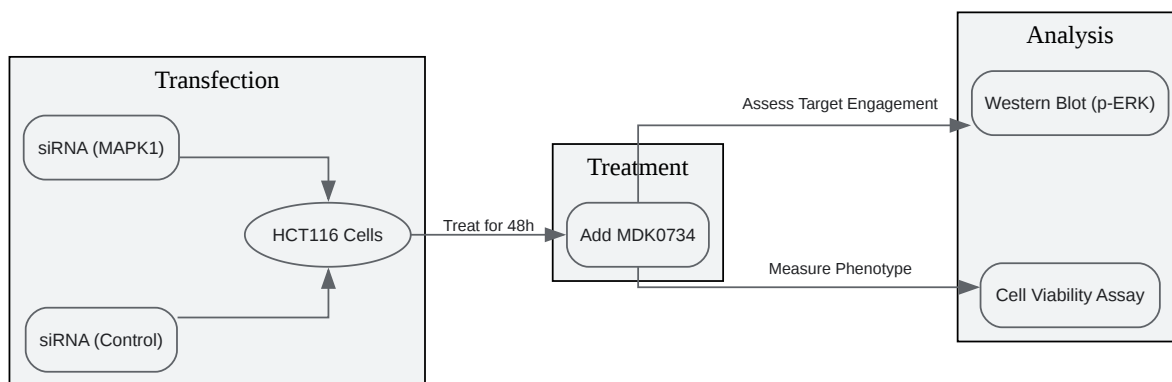 Transfection
siRNA (MAPK1)
HCT116 Cells
siRNA (Control)
Treat for 48h
Treatment
Add MDK0734
Assess Target Engagement
Measure Phenotype
Analysis
Western Blot (p-ERK)
Cell Viability Assay